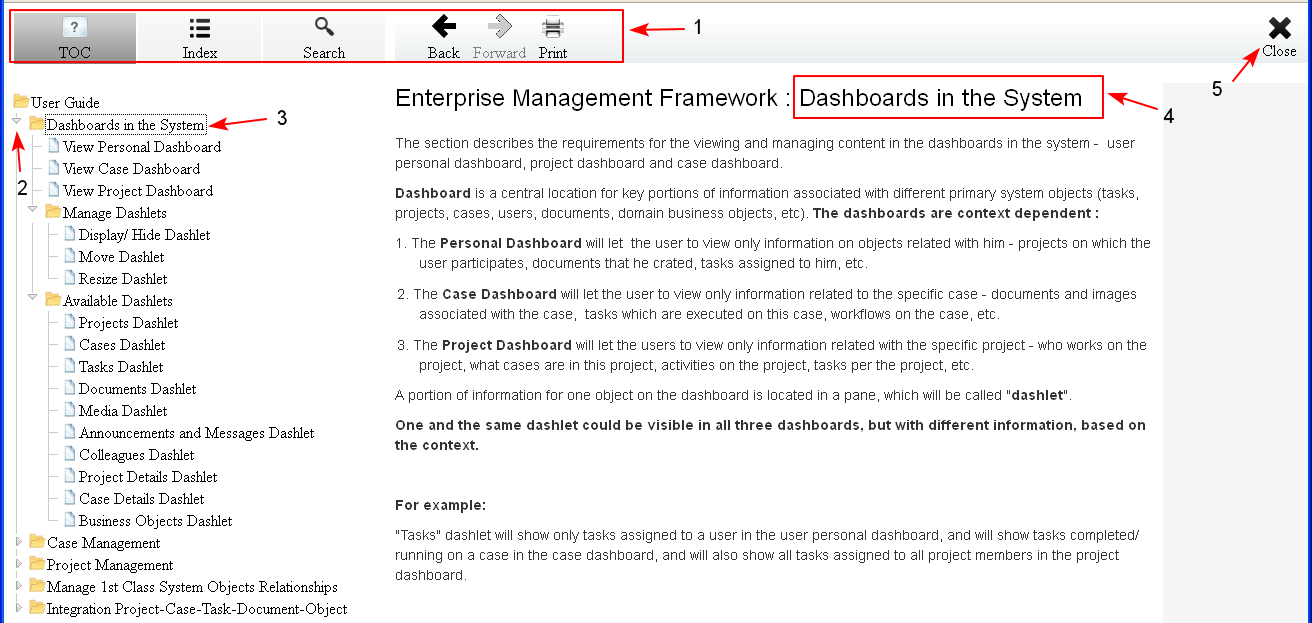 TOC Index Search Back Forward Print 1 Close
5
User Guide
Dashboards in the System 3
View Personal Dashboard
View Case Dashboard
2 View Project Dashboard
Manage Dashlets
Display/ Hide Dashlet
Move Dashlet
Resize Dashlet
Available Dashlets
Projects Dashlet
Cases Dashlet
Tasks Dashlet
Documents Dashlet
Media Dashlet
Announcements and Messages Dashlet
Colleagues Dashlet
Project Details Dashlet
Case Details Dashlet
Business Objects Dashlet
Case Management
Project Management
Manage 1st Class System Objects Relationships
Integration Project-Case-Task-Document-Object
Enterprise Management Framework : Dashboards in the System 4
The section describes the requirements for the viewing and managing content in the dashboards in the system - user
personal dashboard, project dashboard and case dashboard.
Dashboard is a central location for key portions of information associated with different primary system objects (tasks,
projects, cases, users, documents, domain business objects, etc). The dashboards are context dependent :
1. The Personal Dashboard will let the user to view only information on objects related with him - projects on which the
user participates, documents that he crated, tasks assigned to him, etc.
2. The Case Dashboard will let the user to view only information related to the specific case - documents and images
associated with the case, tasks which are executed on this case, workflows on the case, etc.
3. The Project Dashboard will let the users to view only information related with the specific project - who works on the
project, what cases are in this project, activities on the project, tasks per the project, etc.
A portion of information for one object on the dashboard is located in a pane, which will be called "dashlet".
One and the same dashlet could be visible in all three dashboards, but with different information, based on
the context.
For example:
"Tasks" dashlet will show only tasks assigned to a user in the user personal dashboard, and will show tasks completed/
running on a case in the case dashboard, and will also show all tasks assigned to all project members in the project
dashboard.